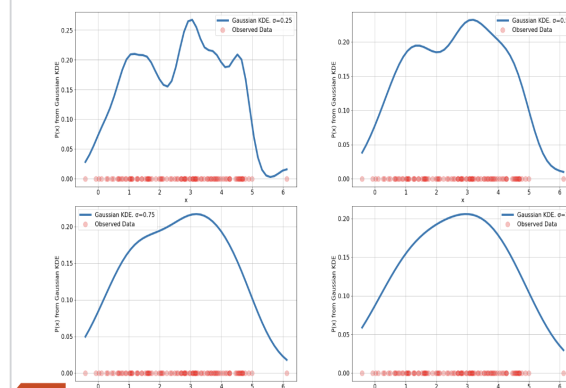 Gaussian KDE. σ=0.25
Observed Data
P(x) from Gaussian KDE
0.25
0.20
0.15
0.10
0.05
0.00
0 1 2 3 4 5 6
x
Gaussian KDE. σ=0.
Observed Data
P(x) from Gaussian KDE
0.20
0.15
0.10
0.05
0.00
0 1 2 3 4 5 6
x
Gaussian KDE. σ=0.75
Observed Data
P(x) from Gaussian KDE
0.20
0.15
0.10
0.05
0.00
0 1 2 3 4 5 6
Gaussian KDE. σ=
Observed Data
P(x) from Gaussian KDE
0.20
0.15
0.10
0.05
0.00
0 1 2 3 4 5 6